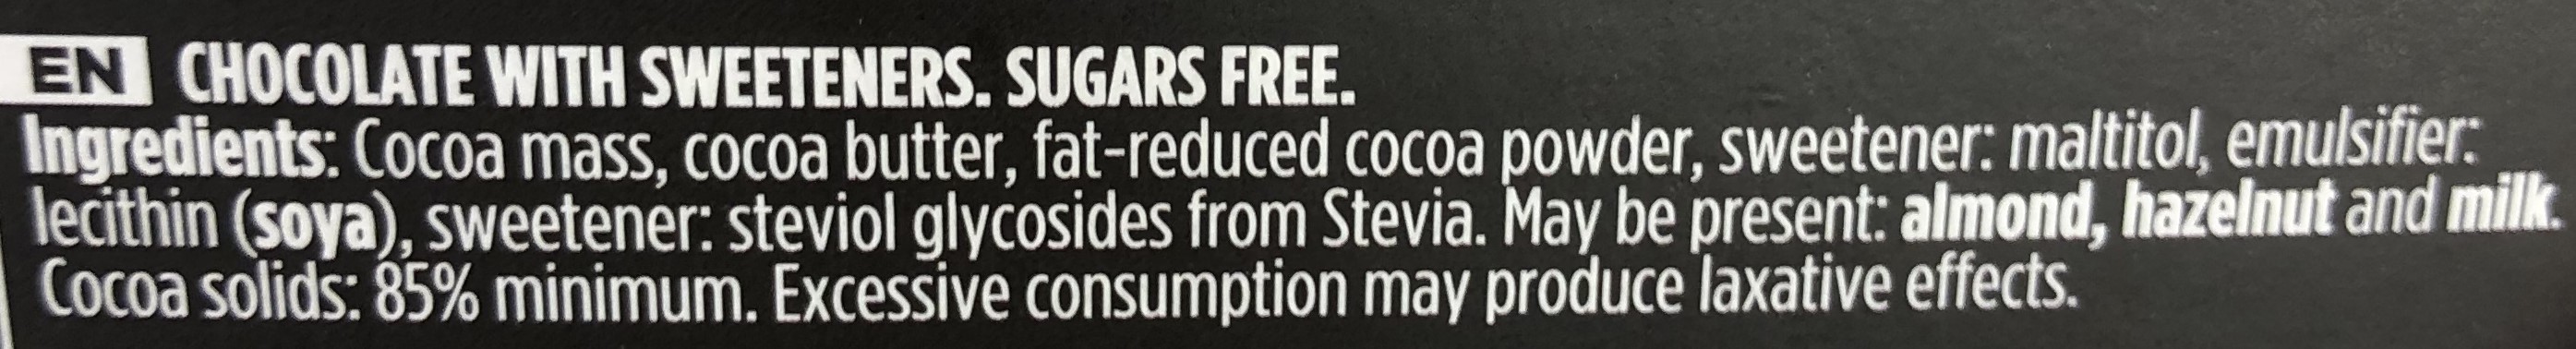 EN CHOCOLATE WITH SWEETENERS. SUGARS FREE.
Ingredients: Cocoa mass, cocoa butter, fat-reduced cocoa powder, sweetener: maltitol, emulsifier:
lecithin (soya), sweetener: steviol glycosides from Stevia. May be present: almond, hazelnut and milk.
Cocoa solids: 85% minimum. Excessive consumption may produce laxative effects.